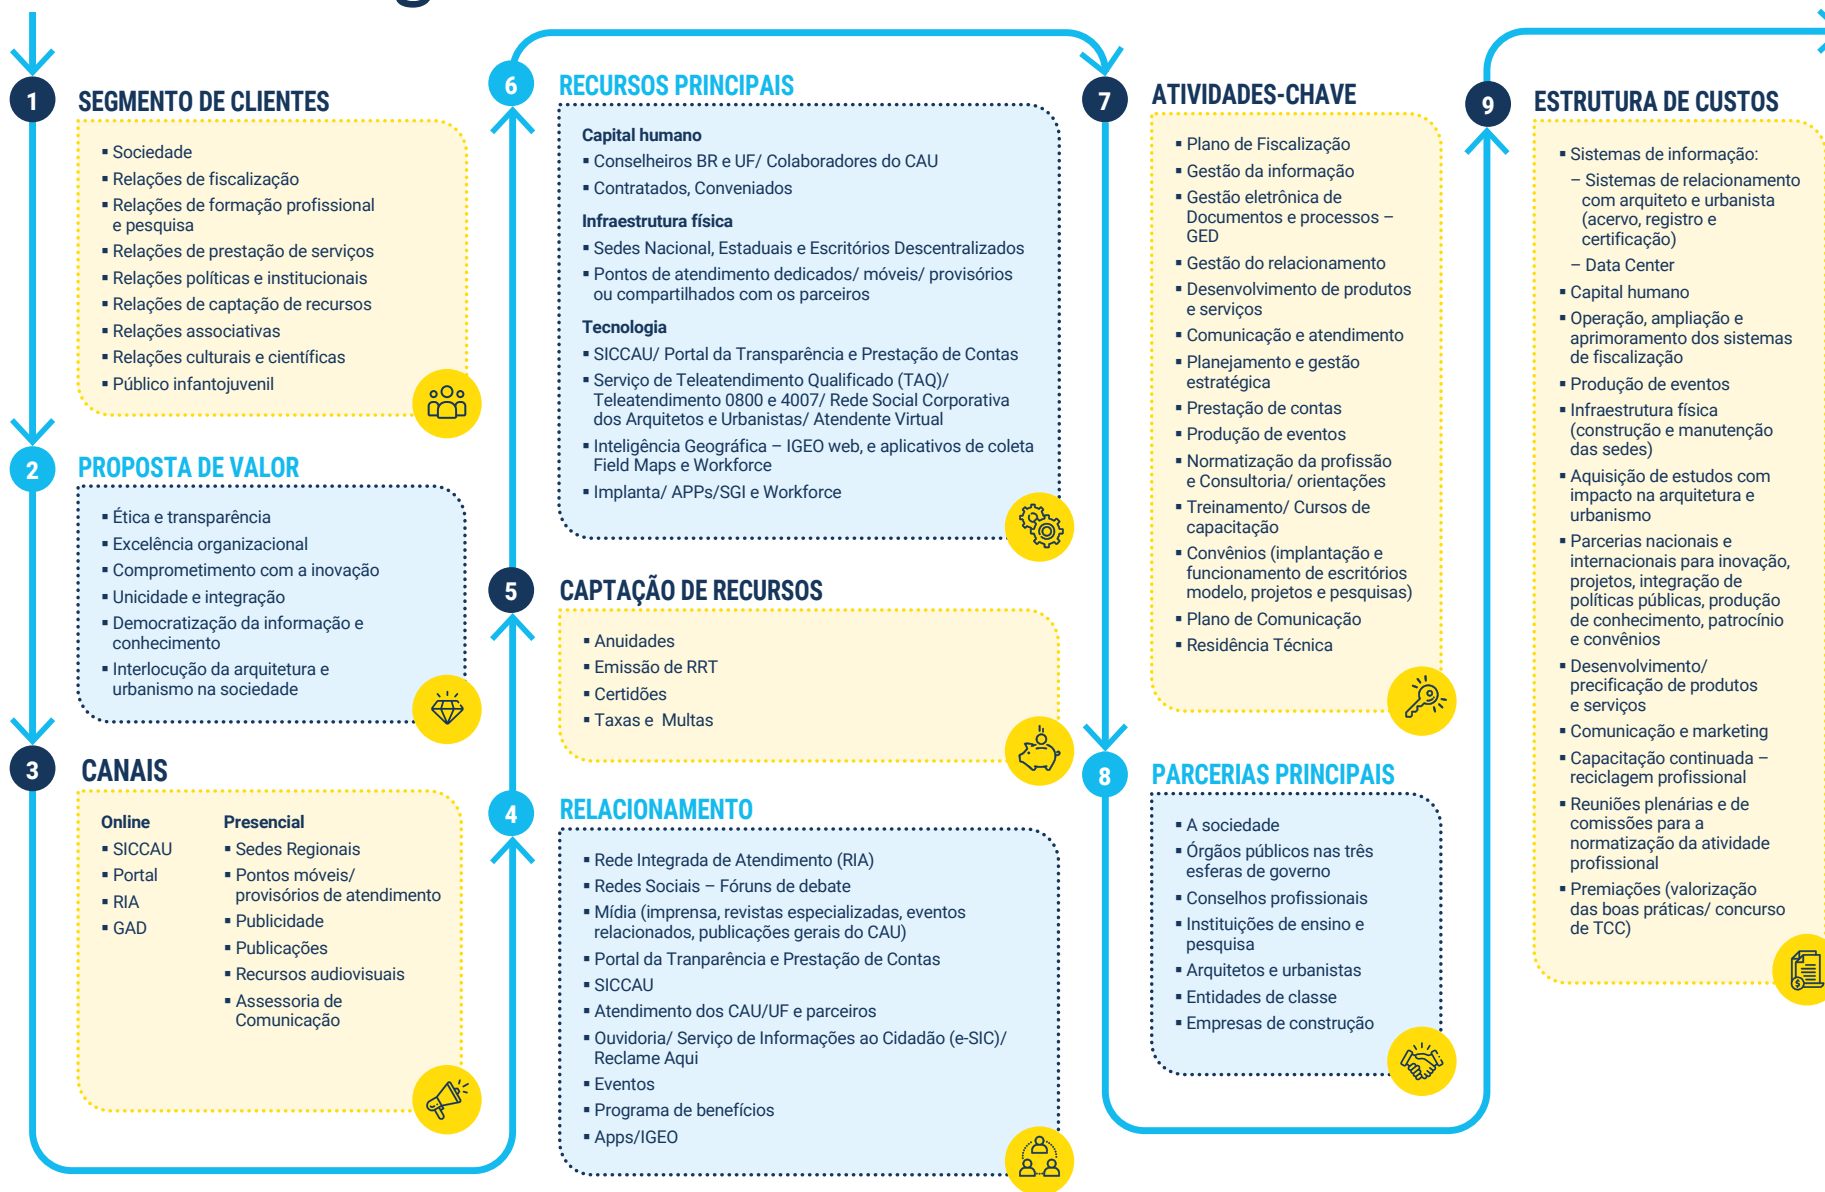 1
SEGMENTO DE CLIENTES
▪ Sociedade
▪ Relações de fiscalização
▪ Relações de formação profissional
e pesquisa
▪ Relações de prestação de serviços
▪ Relações políticas e institucionais
▪ Relações de captação de recursos
▪ Relações associativas
▪ Relações culturais e científicas
▪ Público infantojuvenil
2
PROPOSTA DE VALOR
▪ Ética e transparência
▪ Excelência organizacional
▪ Comprometimento com a inovação
▪ Unicidade e integração
▪ Democratização da informação e
conhecimento
▪ Interlocução da arquitetura e
urbanismo na sociedade
3
CANAIS
Online
▪ SICCAU
▪ Portal
▪ RIA
▪ GAD
Presencial
▪ Sedes Regionais
▪ Pontos móveis/
provisórios de atendimento
▪ Publicidade
▪ Publicações
▪ Recursos audiovisuais
▪ Assessoria de
Comunicação
4
RELACIONAMENTO
▪ Rede Integrada de Atendimento (RIA)
▪ Redes Sociais – Fóruns de debate
▪ Mídia (imprensa, revistas especializadas, eventos
relacionados, publicações gerais do CAU)
▪ Portal da Tranparência e Prestação de Contas
▪ SICCAU
▪ Atendimento dos CAU/UF e parceiros
▪ Ouvidoria/ Serviço de Informações ao Cidadão (e-SIC)/
Reclame Aqui
▪ Eventos
▪ Programa de benefícios
▪ Apps/IGEO
5
CAPTAÇÃO DE RECURSOS
▪ Anuidades
▪ Emissão de RRT
▪ Certidões
▪ Taxas e Multas
6
RECURSOS PRINCIPAIS
Capital humano
▪ Conselheiros BR e UF/ Colaboradores do CAU
▪ Contratados, Conveniados
Infraestrutura física
▪ Sedes Nacional, Estaduais e Escritórios Descentralizados
▪ Pontos de atendimento dedicados/ móveis/ provisórios
ou compartilhados com os parceiros
Tecnologia
▪ SICCAU/ Portal da Transparência e Prestação de Contas
▪ Serviço de Teleatendimento Qualificado (TAQ)/
Teleatendimento 0800 e 4007/ Rede Social Corporativa
dos Arquitetos e Urbanistas/ Atendente Virtual
▪ Inteligência Geográfica – IGEO web, e aplicativos de coleta
Field Maps e Workforce
▪ Implanta/ APPs/SGI e Workforce
7
ATIVIDADES-CHAVE
▪ Plano de Fiscalização
▪ Gestão da informação
▪ Gestão eletrônica de
Documentos e processos –
GED
▪ Gestão do relacionamento
▪ Desenvolvimento de produtos
e serviços
▪ Comunicação e atendimento
▪ Planejamento e gestão
estratégica
▪ Prestação de contas
▪ Produção de eventos
▪ Normatização da profissão
e Consultoria/ orientações
▪ Treinamento/ Cursos de
capacitação
▪ Convênios (implantação e
funcionamento de escritórios
modelo, projetos e pesquisas)
▪ Plano de Comunicação
▪ Residência Técnica
8
PARCERIAS PRINCIPAIS
▪ A sociedade
▪ Órgãos públicos nas três
esferas de governo
▪ Conselhos profissionais
▪ Instituições de ensino e
pesquisa
▪ Arquitetos e urbanistas
▪ Entidades de classe
▪ Empresas de construção
9
ESTRUTURA DE CUSTOS
▪ Sistemas de informação:
– Sistemas de relacionamento
com arquiteto e urbanista
(acervo, registro e
certificação)
– Data Center
▪ Capital humano
▪ Operação, ampliação e
aprimoramento dos sistemas
de fiscalização
▪ Produção de eventos
▪ Infraestrutura física
(construção e manutenção
das sedes)
▪ Aquisição de estudos com
impacto na arquitetura e
urbanismo
▪ Parcerias nacionais e
internacionais para inovação,
projetos, integração de
políticas públicas, produção
de conhecimento, patrocínio
e convênios
▪ Desenvolvimento/
precificação de produtos
e serviços
▪ Comunicação e marketing
▪ Capacitação continuada –
reciclagem profissional
▪ Reuniões plenárias e de
comissões para a
normatização da atividade
profissional
▪ Premiações (valorização
das boas práticas/ concurso
de TCC)